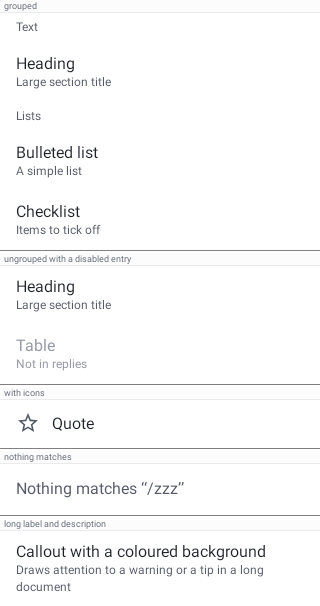 grouped
Text
Heading
Large section title
Lists
Bulleted list
A simple list
Checklist
Items to tick off
ungrouped with a disabled entry
Heading
Large section title
Table
Not in replies
with icons
Quote
nothing matches
Nothing matches “/zzz”
long label and description
Callout with a coloured background
Draws attention to a warning or a tip in a long
document